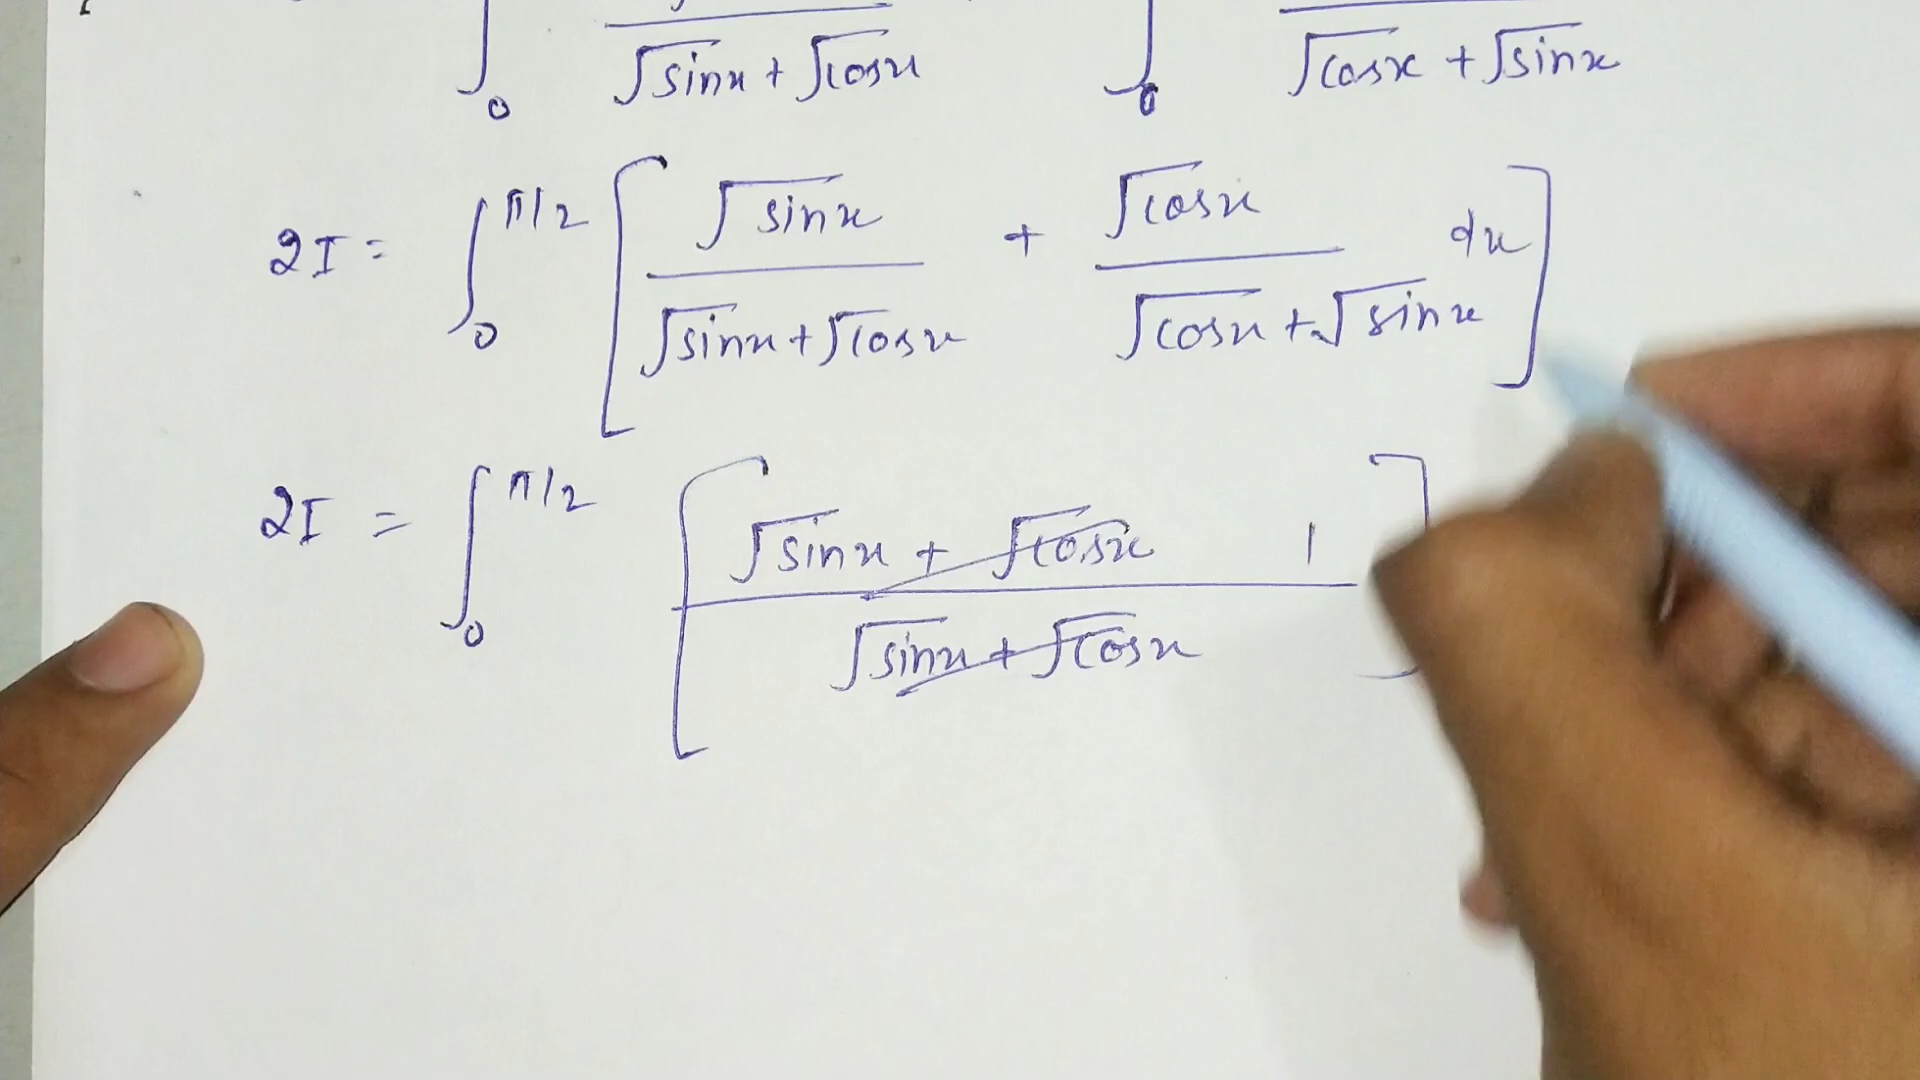 ∫₀ / (√sinx + √cosx) ∫₀ / (√cosx + √sinx)
2I = ∫₀^π/2 [ √sinx / (√sinx + √cosx) + √cosx / (√cosx + √sinx) dx ]
2I = ∫₀^π/2 [ (√sinx + √cosx) / (√sinx + √cosx) 1 ]